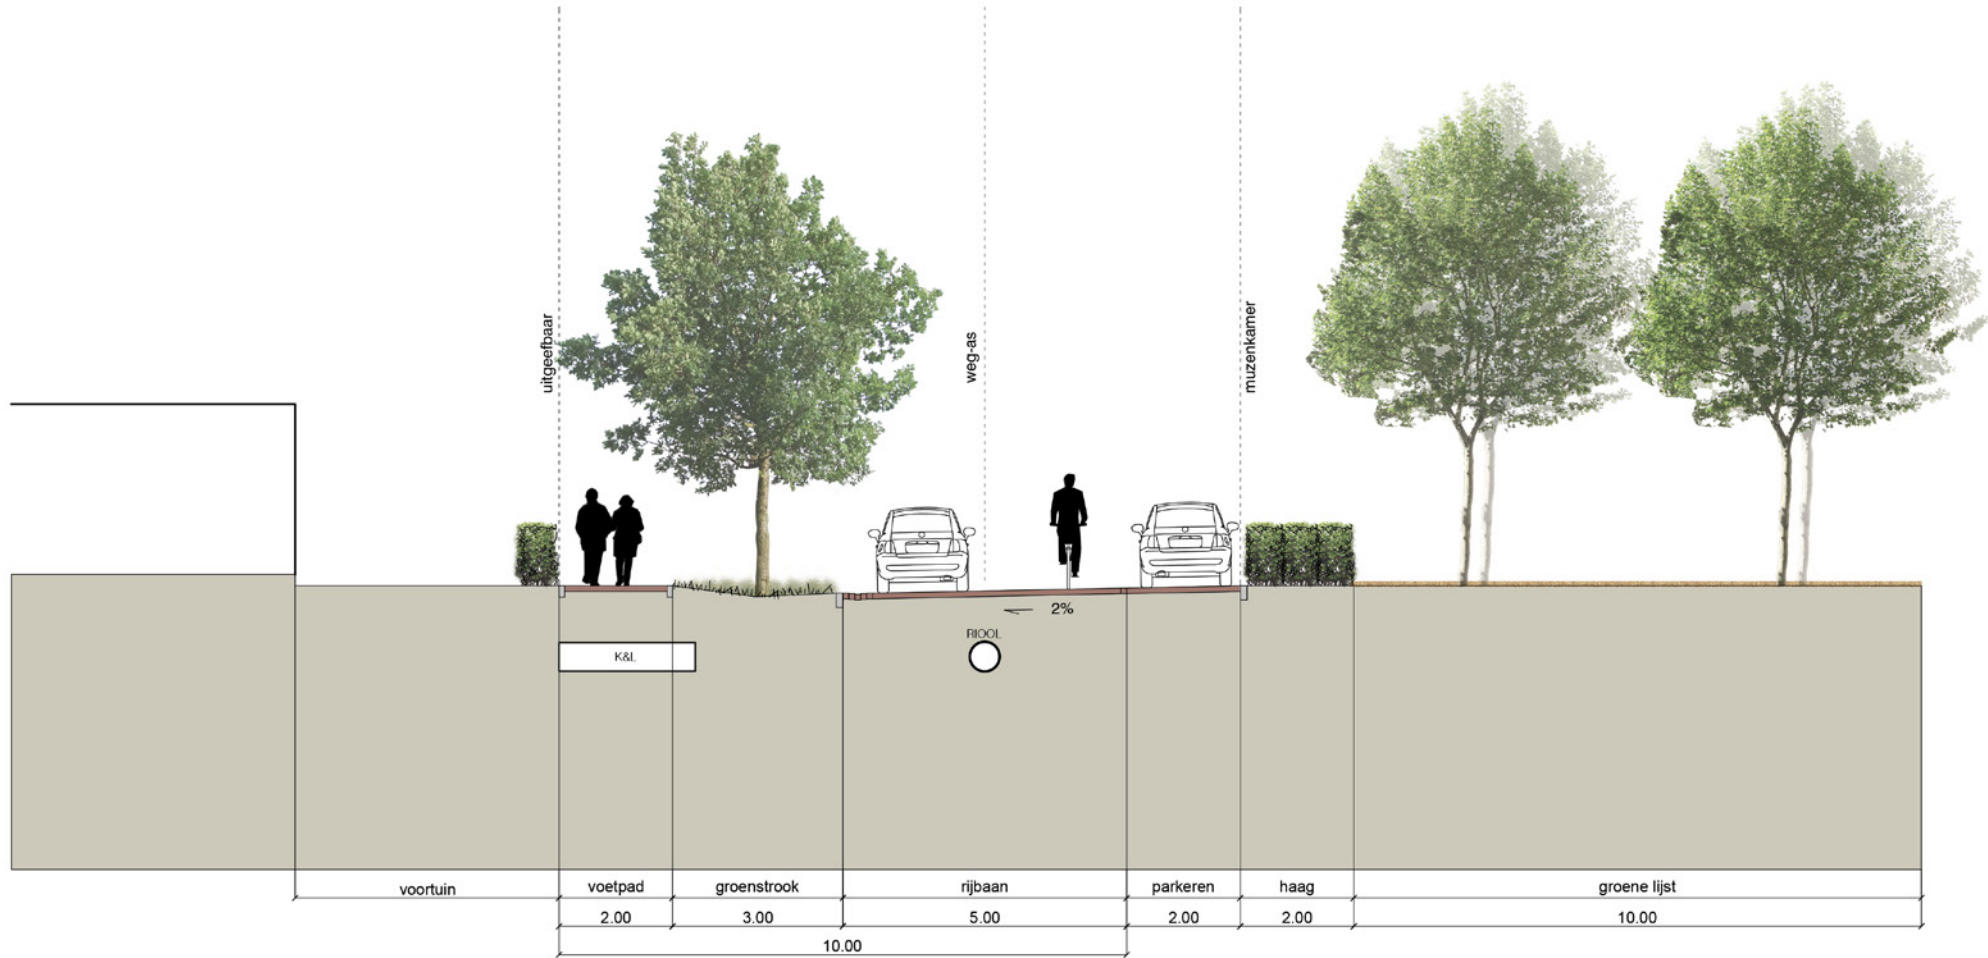 uitgeefbaar
weg-as
muzenkamer
2%
RIOOL
K&L
voortuin
voetpad
groenstrook
rijbaan
parkeren
haag
groene lijst
2.00
3.00
5.00
2.00
2.00
10.00
10.00